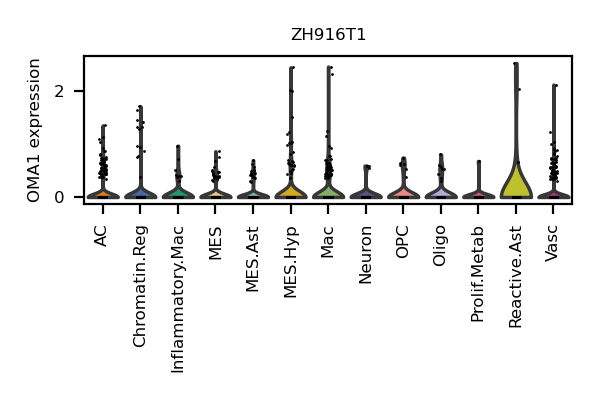 ZH916T1
OMA1 expression
2
0
AC
Chromatin.Reg
Inflammatory.Mac
MES
MES.Ast
MES.Hyp
Mac
Neuron
OPC
Oligo
Prolif.Metab
Reactive.Ast
Vasc